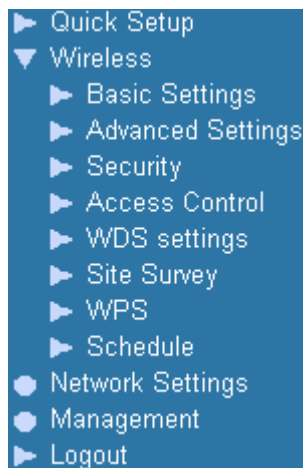 Quick Setup
Wireless
Basic Settings
Advanced Settings
Security
Access Control
WDS settings
Site Survey
WPS
Schedule
Network Settings
Management
Logout